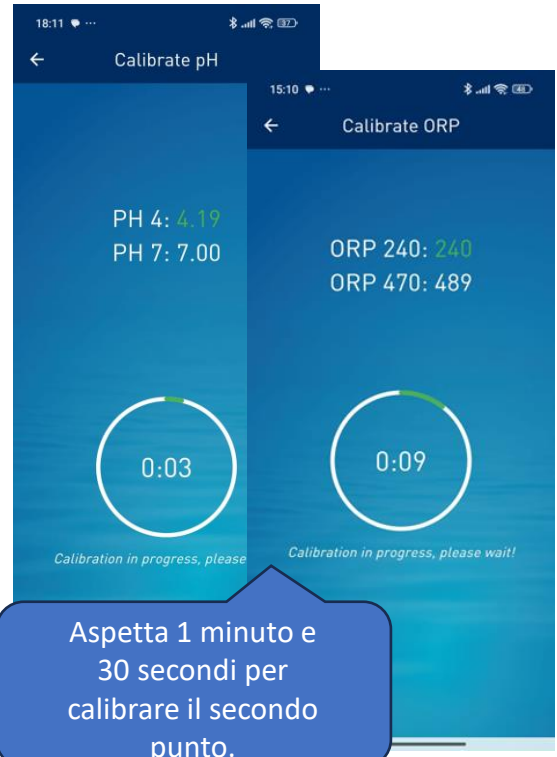 18:11
37
Calibrate pH
PH 4: 4.19
PH 7: 7.00
0:03
Calibration in progress, please
15:10
Calibrate ORP
ORP 240: 240
ORP 470: 489
0:09
Calibration in progress, please wait!
Aspetta 1 minuto e
30 secondi per
calibrare il secondo
punto.